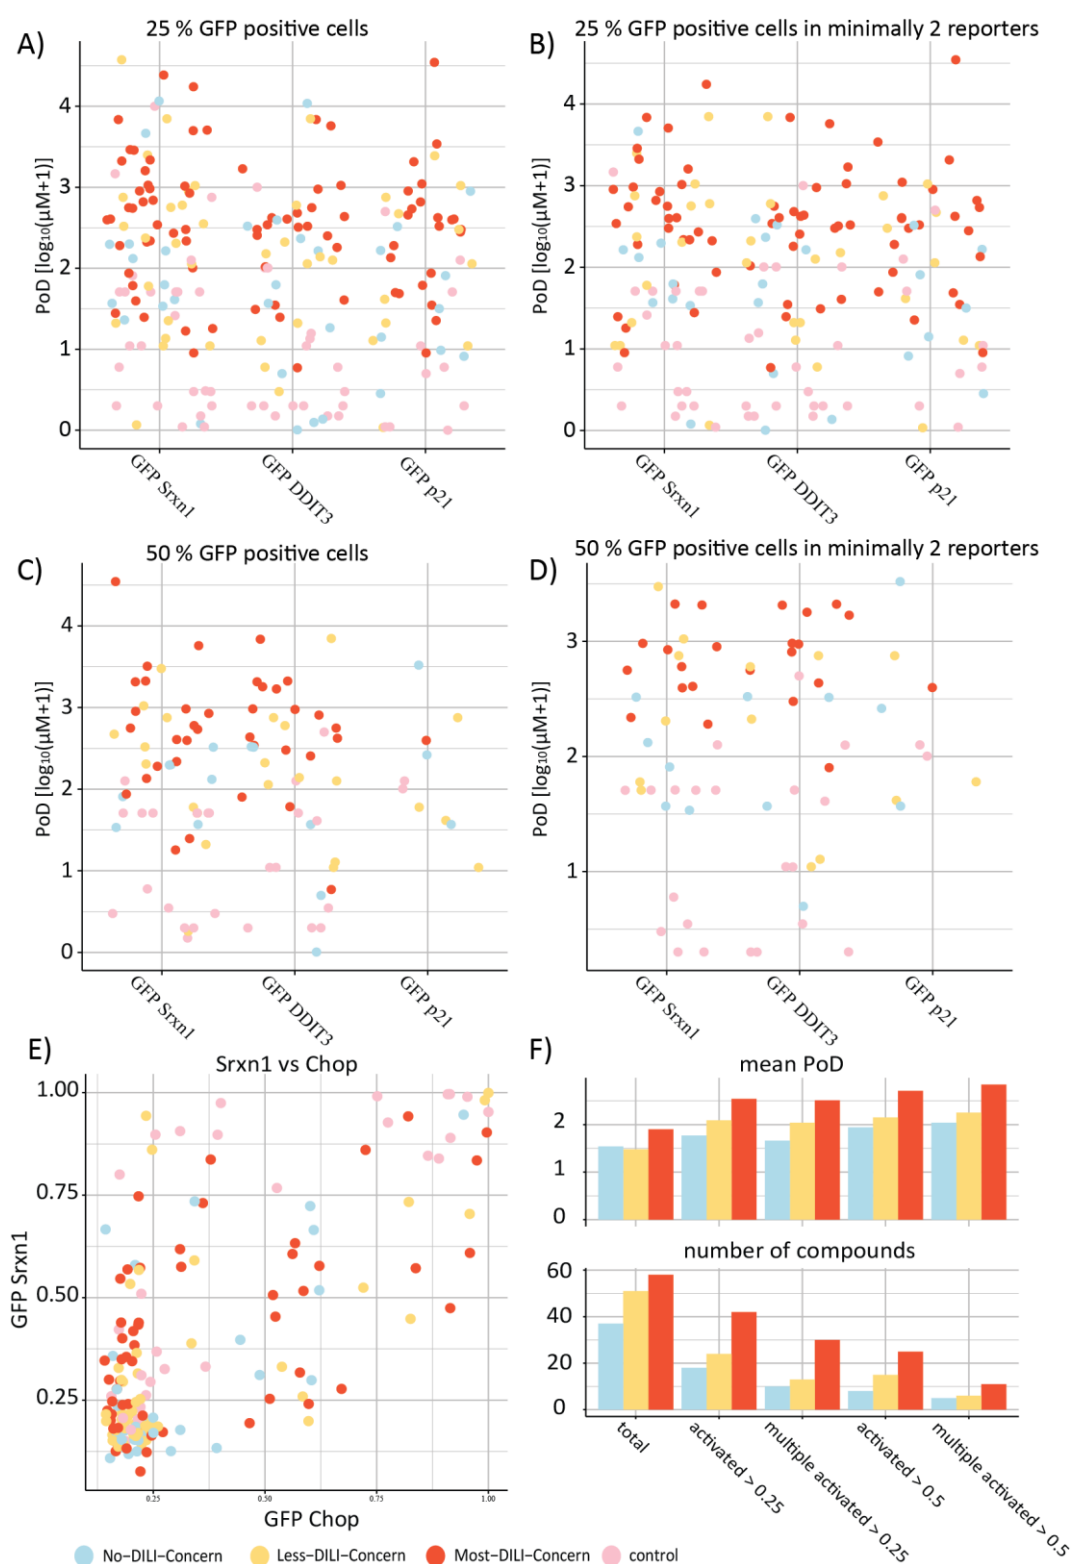 A)
25 % GFP positive cells
PoD [log₁₀(µM+1)]
4
3
2
1
0
GFP Srxn1
GFP DDIT3
GFP p21
B)
25 % GFP positive cells in minimally 2 reporters
PoD [log₁₀(µM+1)]
4
3
2
1
0
GFP Srxn1
GFP DDIT3
GFP p21
C)
50 % GFP positive cells
PoD [log₁₀(µM+1)]
4
3
2
1
0
GFP Srxn1
GFP DDIT3
GFP p21
D)
50 % GFP positive cells in minimally 2 reporters
PoD [log₁₀(µM+1)]
3
2
1
GFP Srxn1
GFP DDIT3
GFP p21
E)
Srxn1 vs Chop
GFP Srxn1
1.00
0.75
0.50
0.25
0.25 0.50 0.75 1.00
GFP Chop
F)
mean PoD
2
1
0
number of compounds
60
40
20
0
total
activated > 0.25
multiple activated > 0.25
activated > 0.5
multiple activated > 0.5
No-DILI-Concern Less-DILI-Concern Most-DILI-Concern control